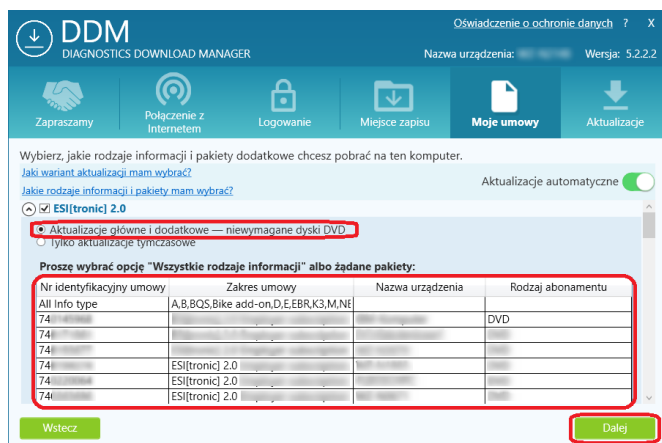 Oświadczenie o ochronie danych ? X
DDM
DIAGNOSTICS DOWNLOAD MANAGER
Nazwa urządzenia: Wersja: 5.2.2.2
Zapraszamy
Połączenie z Internetem
Logowanie
Miejsce zapisu
Moje umowy
Aktualizacje
Wybierz, jakie rodzaje informacji i pakiety dodatkowe chcesz pobrać na ten komputer.
Jaki wariant aktualizacji mam wybrać?
Jakie rodzaje informacji i pakiety mam wybrać?
Aktualizacje automatyczne
ESI[tronic] 2.0
Aktualizacje główne i dodatkowe — niewymagane dyski DVD
Tylko aktualizacje tymczasowe
Proszę wybrać opcję "Wszystkie rodzaje informacji" albo żądane pakiety:
Nr identyfikacyjny umowy Zakres umowy Nazwa urządzenia Rodzaj abonamentu
All Info type A,B,BQS,Bike add-on,D,E,EBR,K3,M,NE
74 DVD
74
74
74 ESI[tronic] 2.0
74 ESI[tronic] 2.0
74 ESI[tronic] 2.0
Wstecz
Dalej